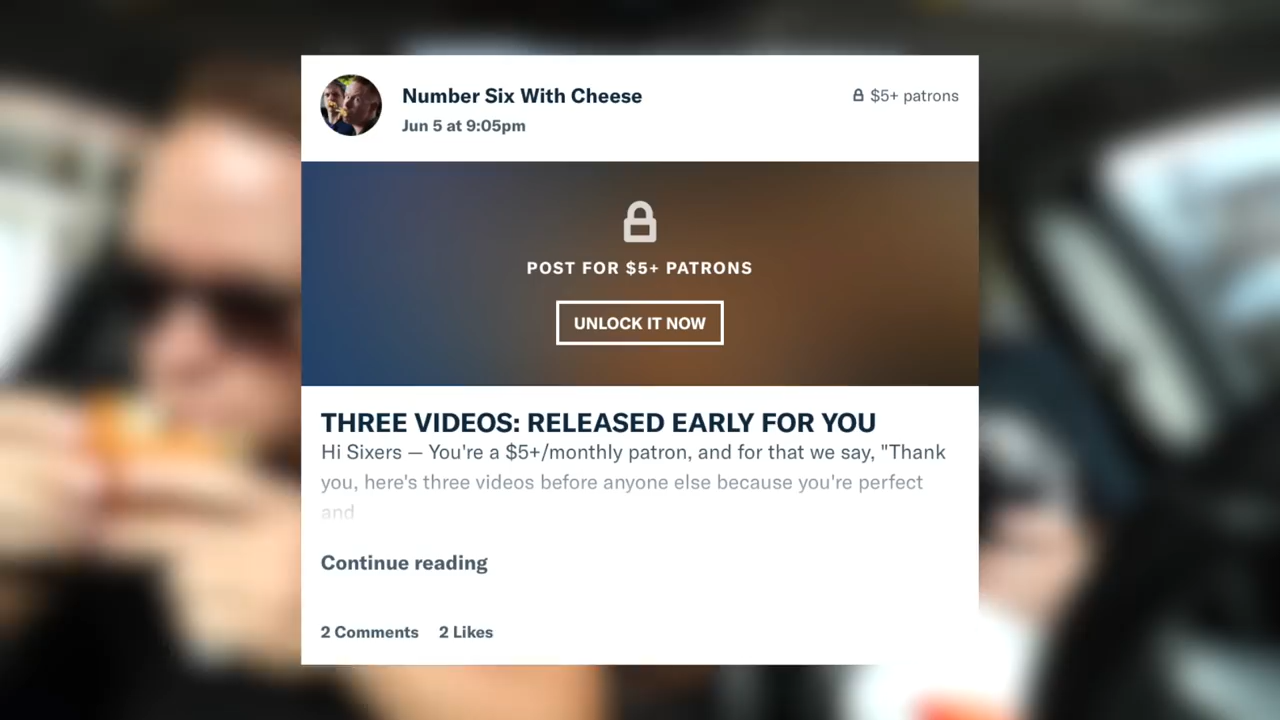 Number Six With Cheese
$5+ patrons
Jun 5 at 9:05pm
POST FOR $5+ PATRONS
UNLOCK IT NOW
THREE VIDEOS: RELEASED EARLY FOR YOU
Hi Sixers — You're a $5+/monthly patron, and for that we say, "Thank
you, here's three videos before anyone else because you're perfect
and
Continue reading
2 Comments 2 Likes